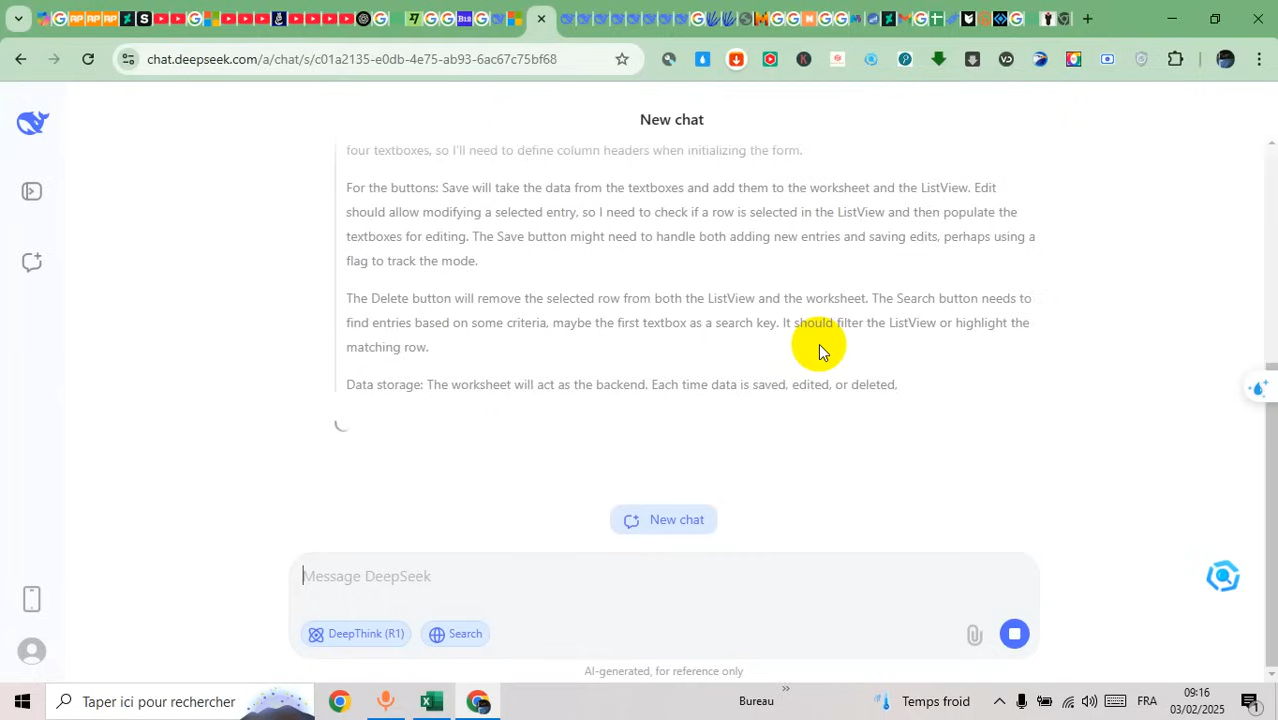 chat.deepseek.com/a/chat/s/c01a2135-e0db-4e75-ab93-6ac67c75bf68
New chat
four textboxes, so I'll need to define column headers when initializing the form.
For the buttons: Save will take the data from the textboxes and add them to the worksheet and the ListView. Edit
should allow modifying a selected entry, so I need to check if a row is selected in the ListView and then populate the
textboxes for editing. The Save button might need to handle both adding new entries and saving edits, perhaps using a
flag to track the mode.
The Delete button will remove the selected row from both the ListView and the worksheet. The Search button needs to
find entries based on some criteria, maybe the first textbox as a search key. It should filter the ListView or highlight the
matching row.
Data storage: The worksheet will act as the backend. Each time data is saved, edited, or deleted,
New chat
Message DeepSeek
DeepThink (R1)
Search
AI-generated, for reference only
Taper ici pour rechercher
Bureau
»
Temps froid
FRA
09:16
03/02/2025